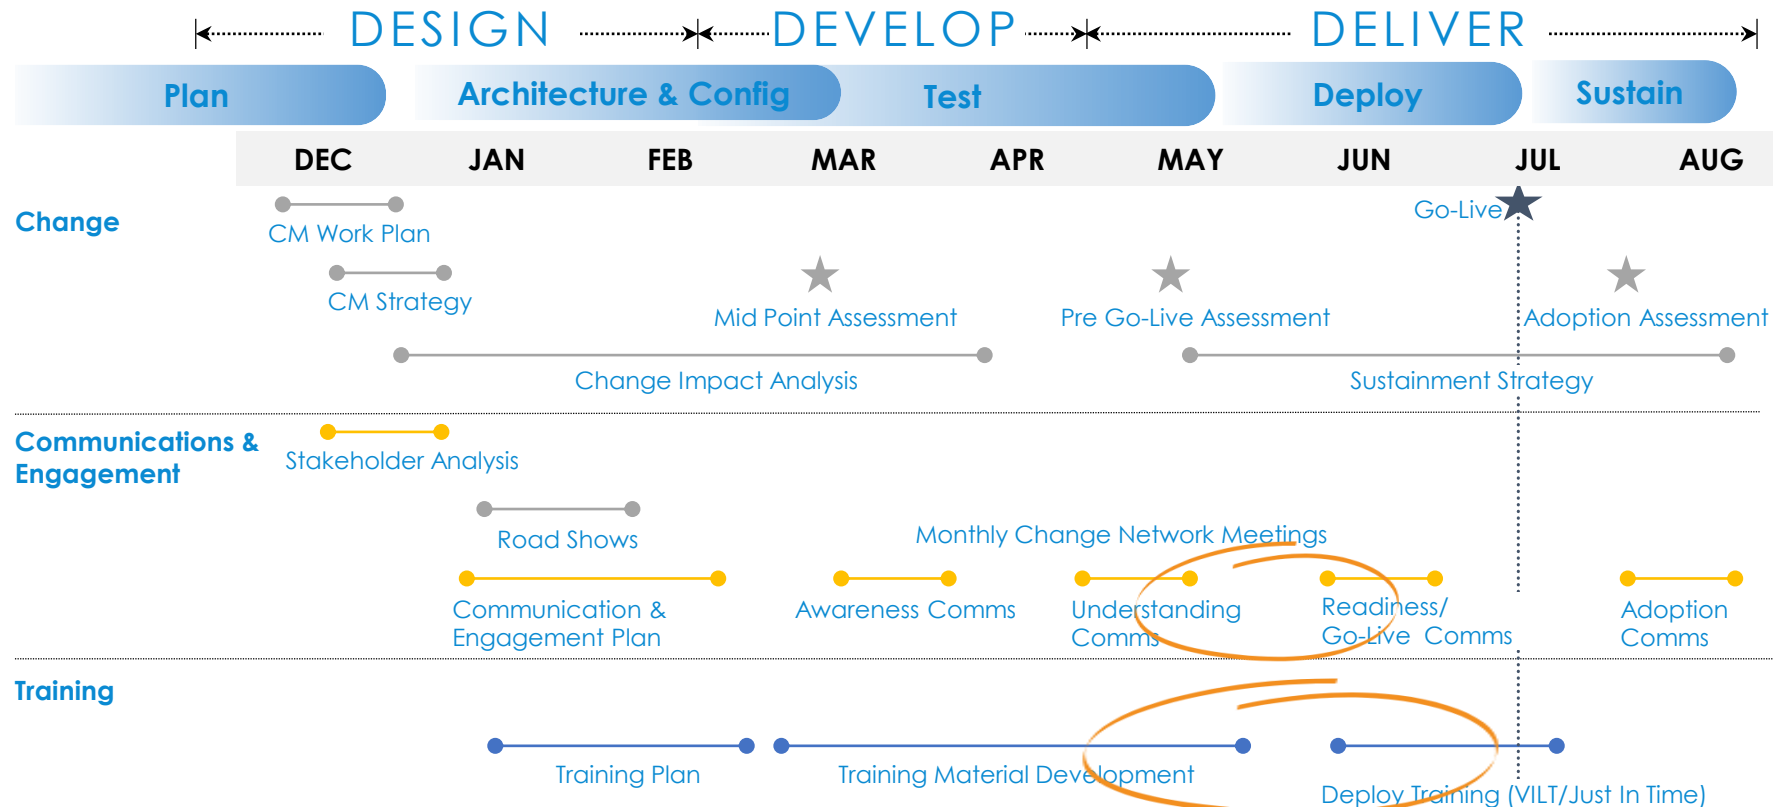 DESIGN DEVELOP DELIVER
Plan Architecture & Config Test Deploy Sustain
DEC JAN FEB MAR APR MAY JUN JUL AUG
Change
Go-Live
CM Work Plan
CM Strategy
Mid Point Assessment
Pre Go-Live Assessment
Adoption Assessment
Change Impact Analysis
Sustainment Strategy
Communications &
Engagement
Stakeholder Analysis
Road Shows
Monthly Change Network Meetings
Communication &
Engagement Plan
Awareness Comms
Understanding
Comms
Readiness/
Go-Live Comms
Adoption
Comms
Training
Training Plan
Training Material Development
Deploy Training (VILT/Just In Time)